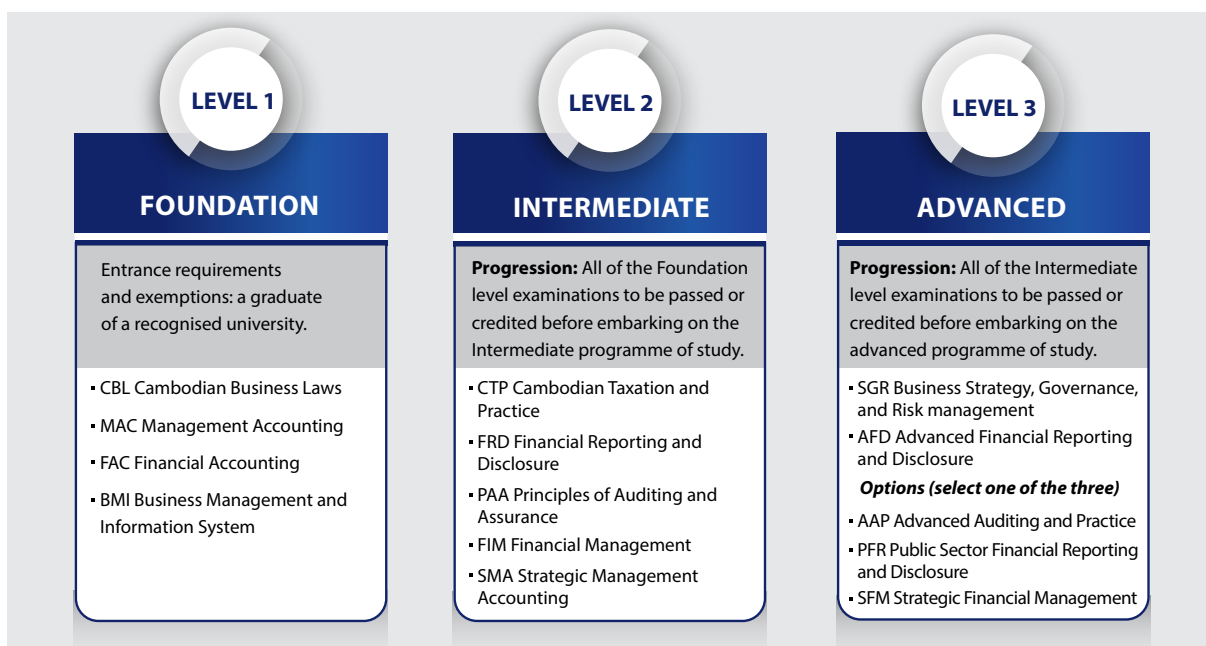 LEVEL 1
FOUNDATION
Entrance requirements
and exemptions: a graduate
of a recognised university.
▪ CBL Cambodian Business Laws
▪ MAC Management Accounting
▪ FAC Financial Accounting
▪ BMI Business Management and
Information System
LEVEL 2
INTERMEDIATE
Progression: All of the Foundation
level examinations to be passed or
credited before embarking on the
Intermediate programme of study.
▪ CTP Cambodian Taxation and
Practice
▪ FRD Financial Reporting and
Disclosure
▪ PAA Principles of Auditing and
Assurance
▪ FIM Financial Management
▪ SMA Strategic Management
Accounting
LEVEL 3
ADVANCED
Progression: All of the Intermediate
level examinations to be passed or
credited before embarking on the
advanced programme of study.
▪ SGR Business Strategy, Governance,
and Risk management
▪ AFD Advanced Financial Reporting
and Disclosure
Options (select one of the three)
▪ AAP Advanced Auditing and Practice
▪ PFR Public Sector Financial Reporting
and Disclosure
▪ SFM Strategic Financial Management